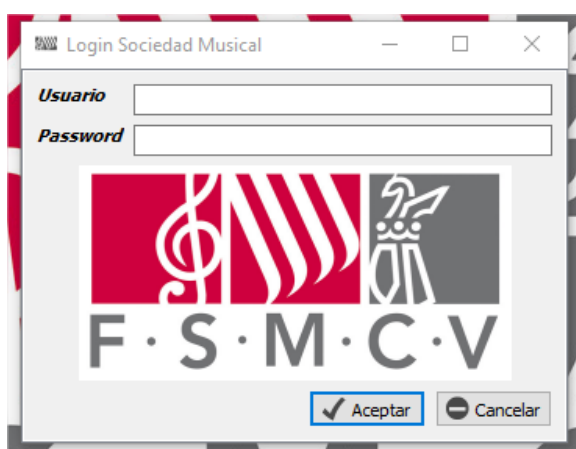 Login Sociedad Musical
Usuario
Password
F·S·M·C·V
Aceptar Cancelar